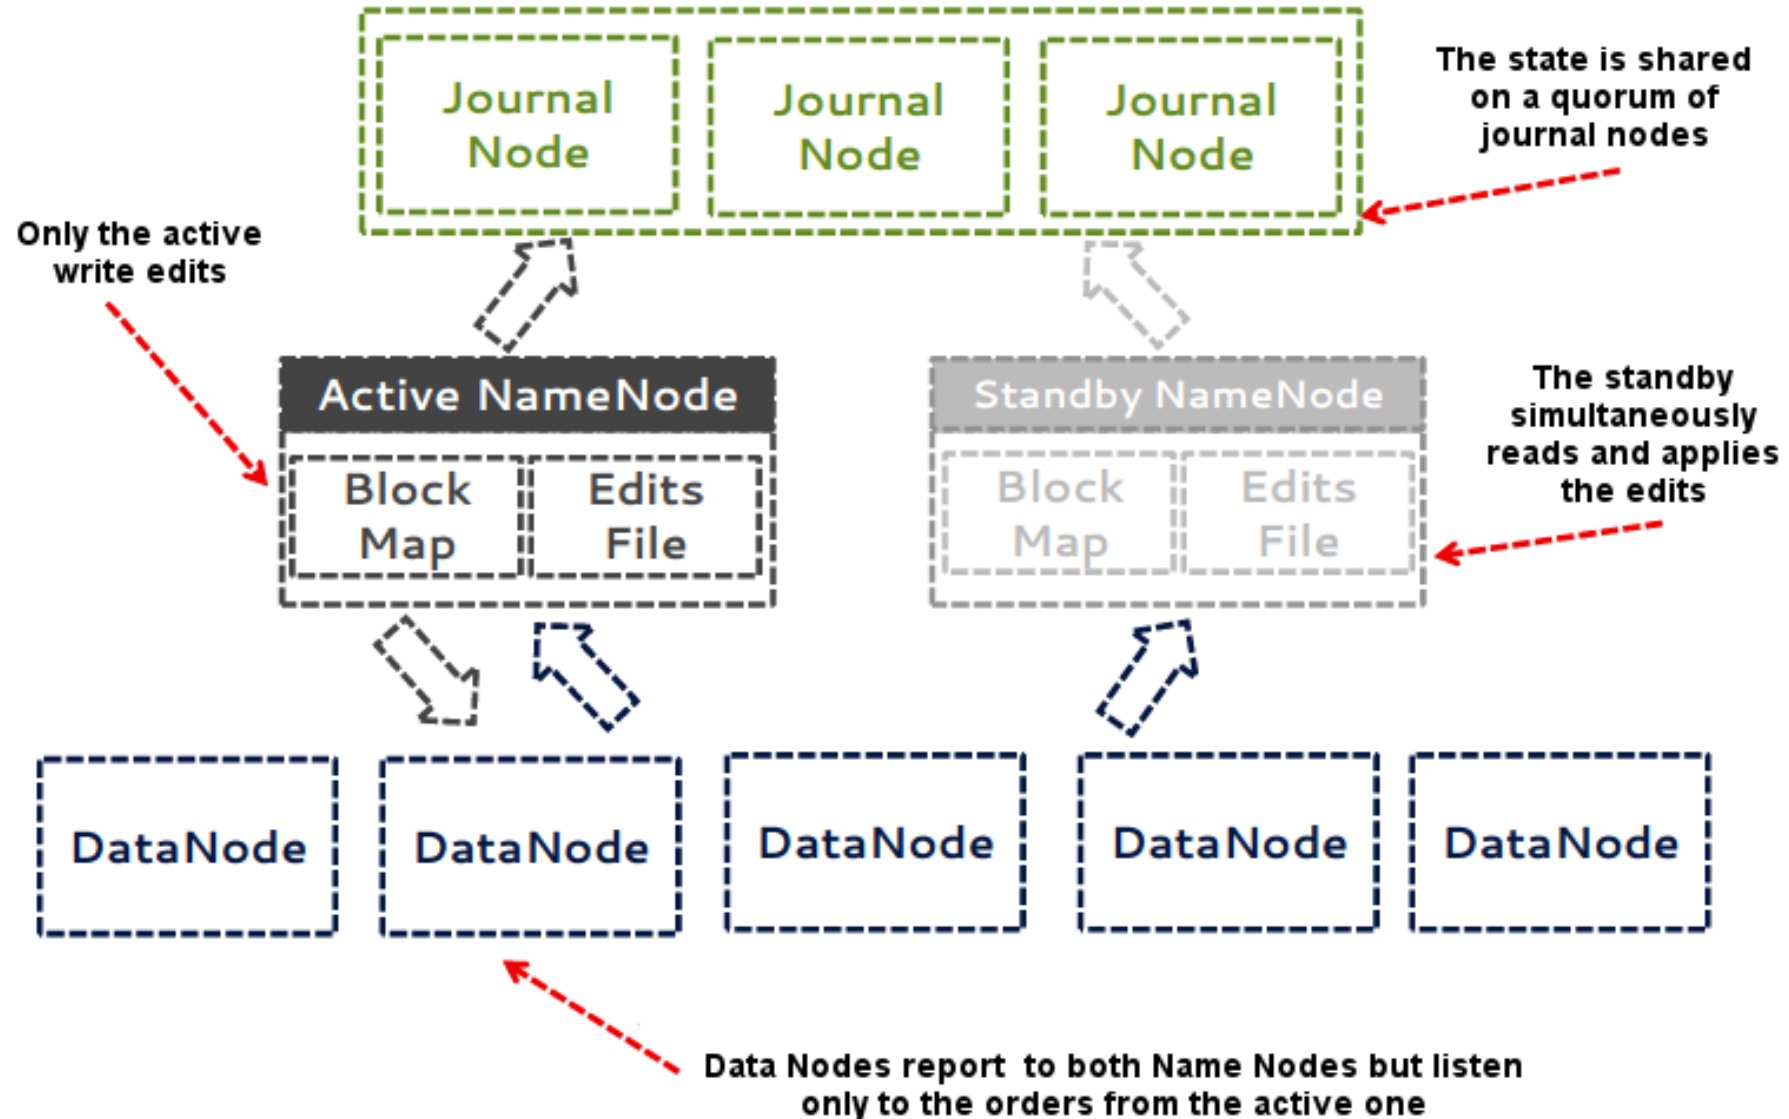 Journal
Node
Journal
Node
Journal
Node
The state is shared
on a quorum of
journal nodes
Only the active
write edits
Active NameNode
Block
Map
Edits
File
Standby NameNode
Block
Map
Edits
File
The standby
simultaneously
reads and applies
the edits
DataNode
DataNode
DataNode
DataNode
DataNode
Data Nodes report to both Name Nodes but listen
only to the orders from the active one